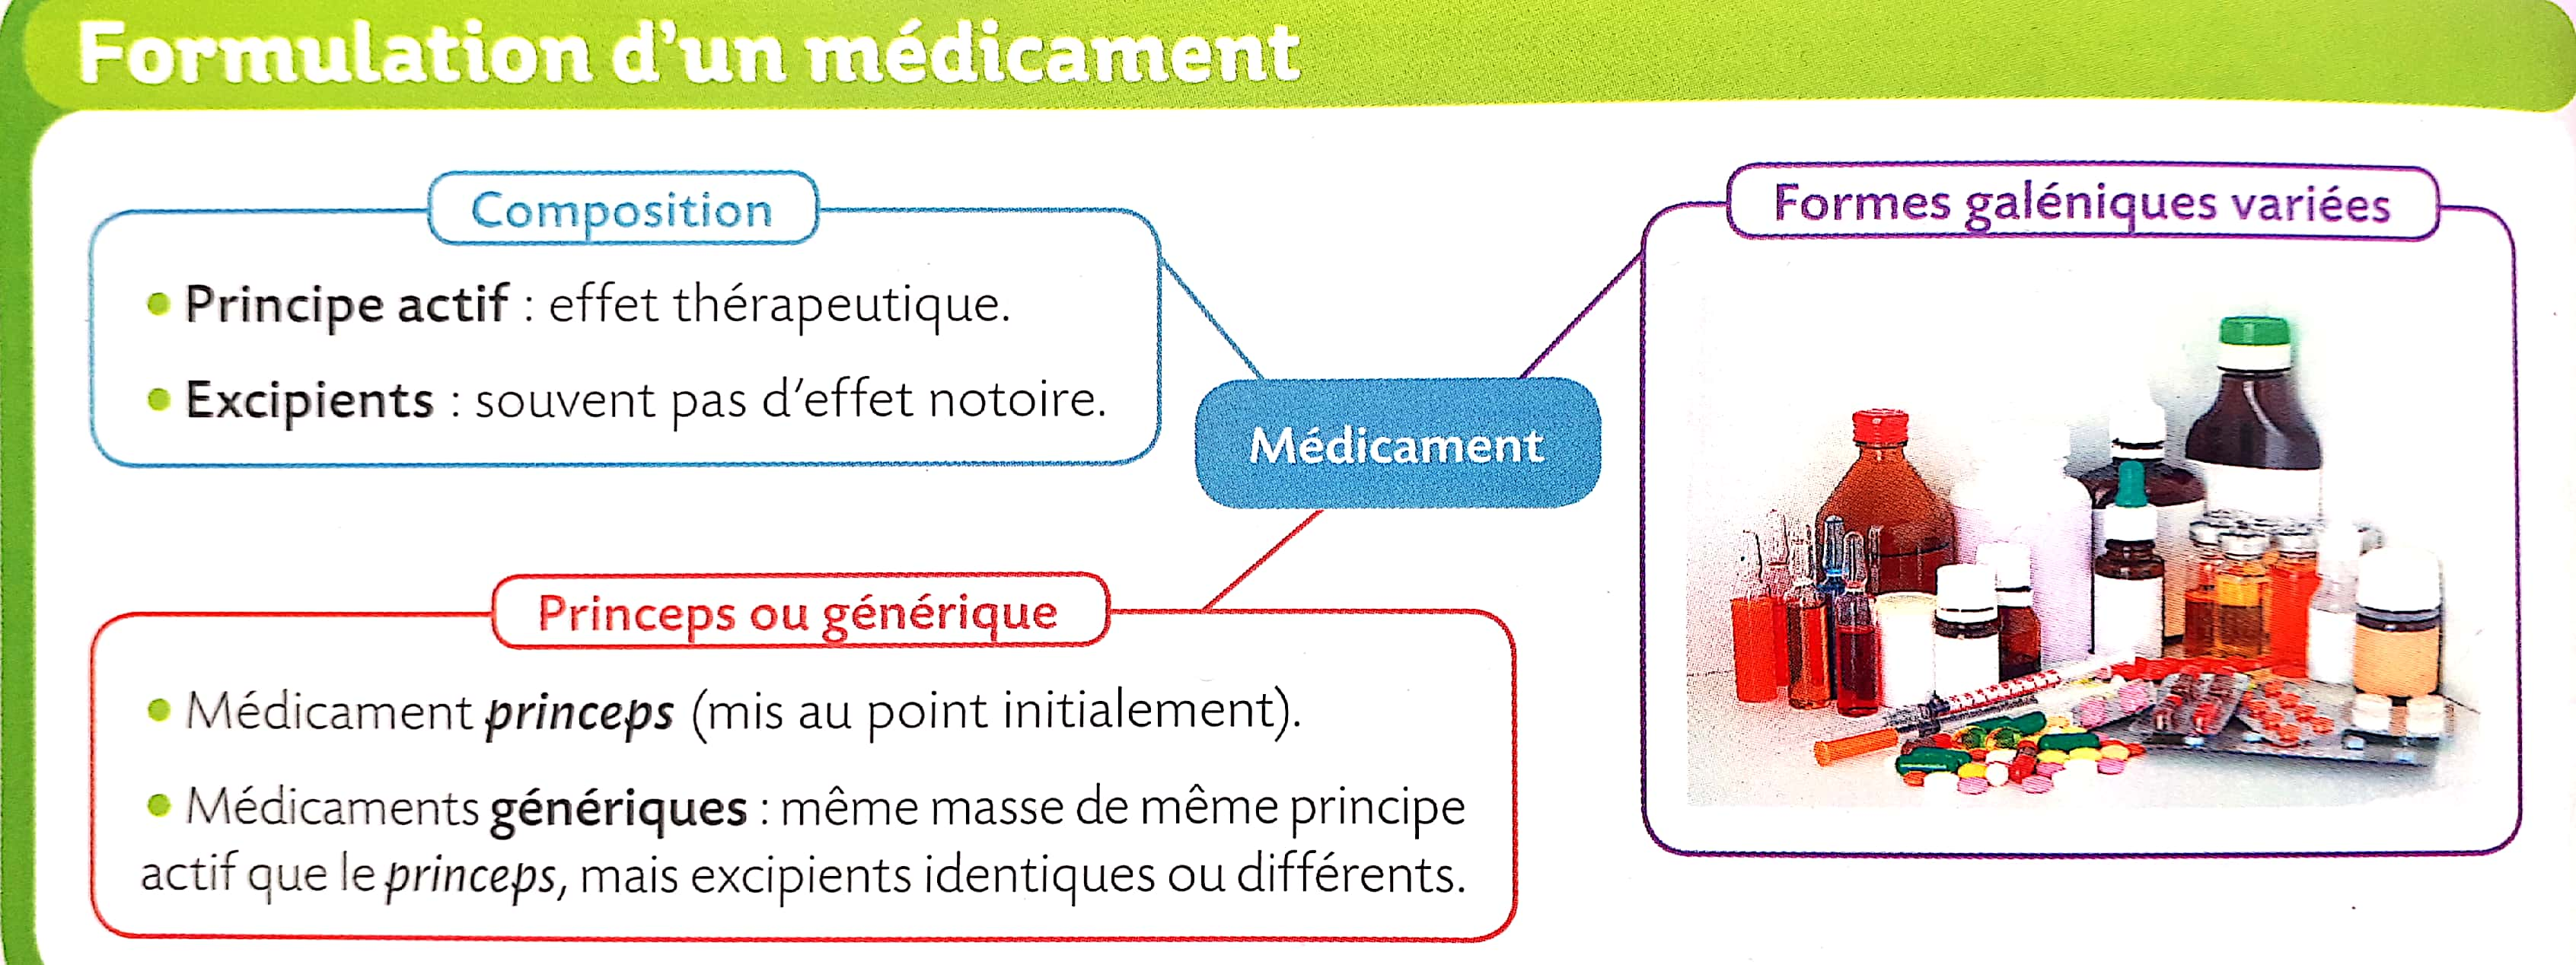 Formulation d'un médicament
Composition
• Principe actif : effet thérapeutique.
• Excipients : souvent pas d'effet notoire.
Formes galéniques variées
Médicament
Princeps ou générique
• Médicament princeps (mis au point initialement).
• Médicaments génériques : même masse de même principe
actif que le princeps, mais excipients identiques ou différents.